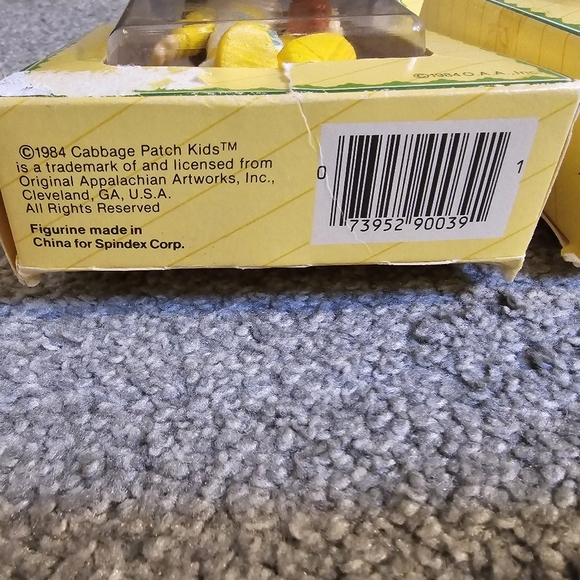 ©1984 O.A.A., Inc.
©1984 Cabbage Patch Kids™
is a trademark of and licensed from
Original Appalachian Artworks, Inc.,
Cleveland, GA, U.S.A.
All Rights Reserved
Figurine made in
China for Spindex Corp.
0 73952 90039 1